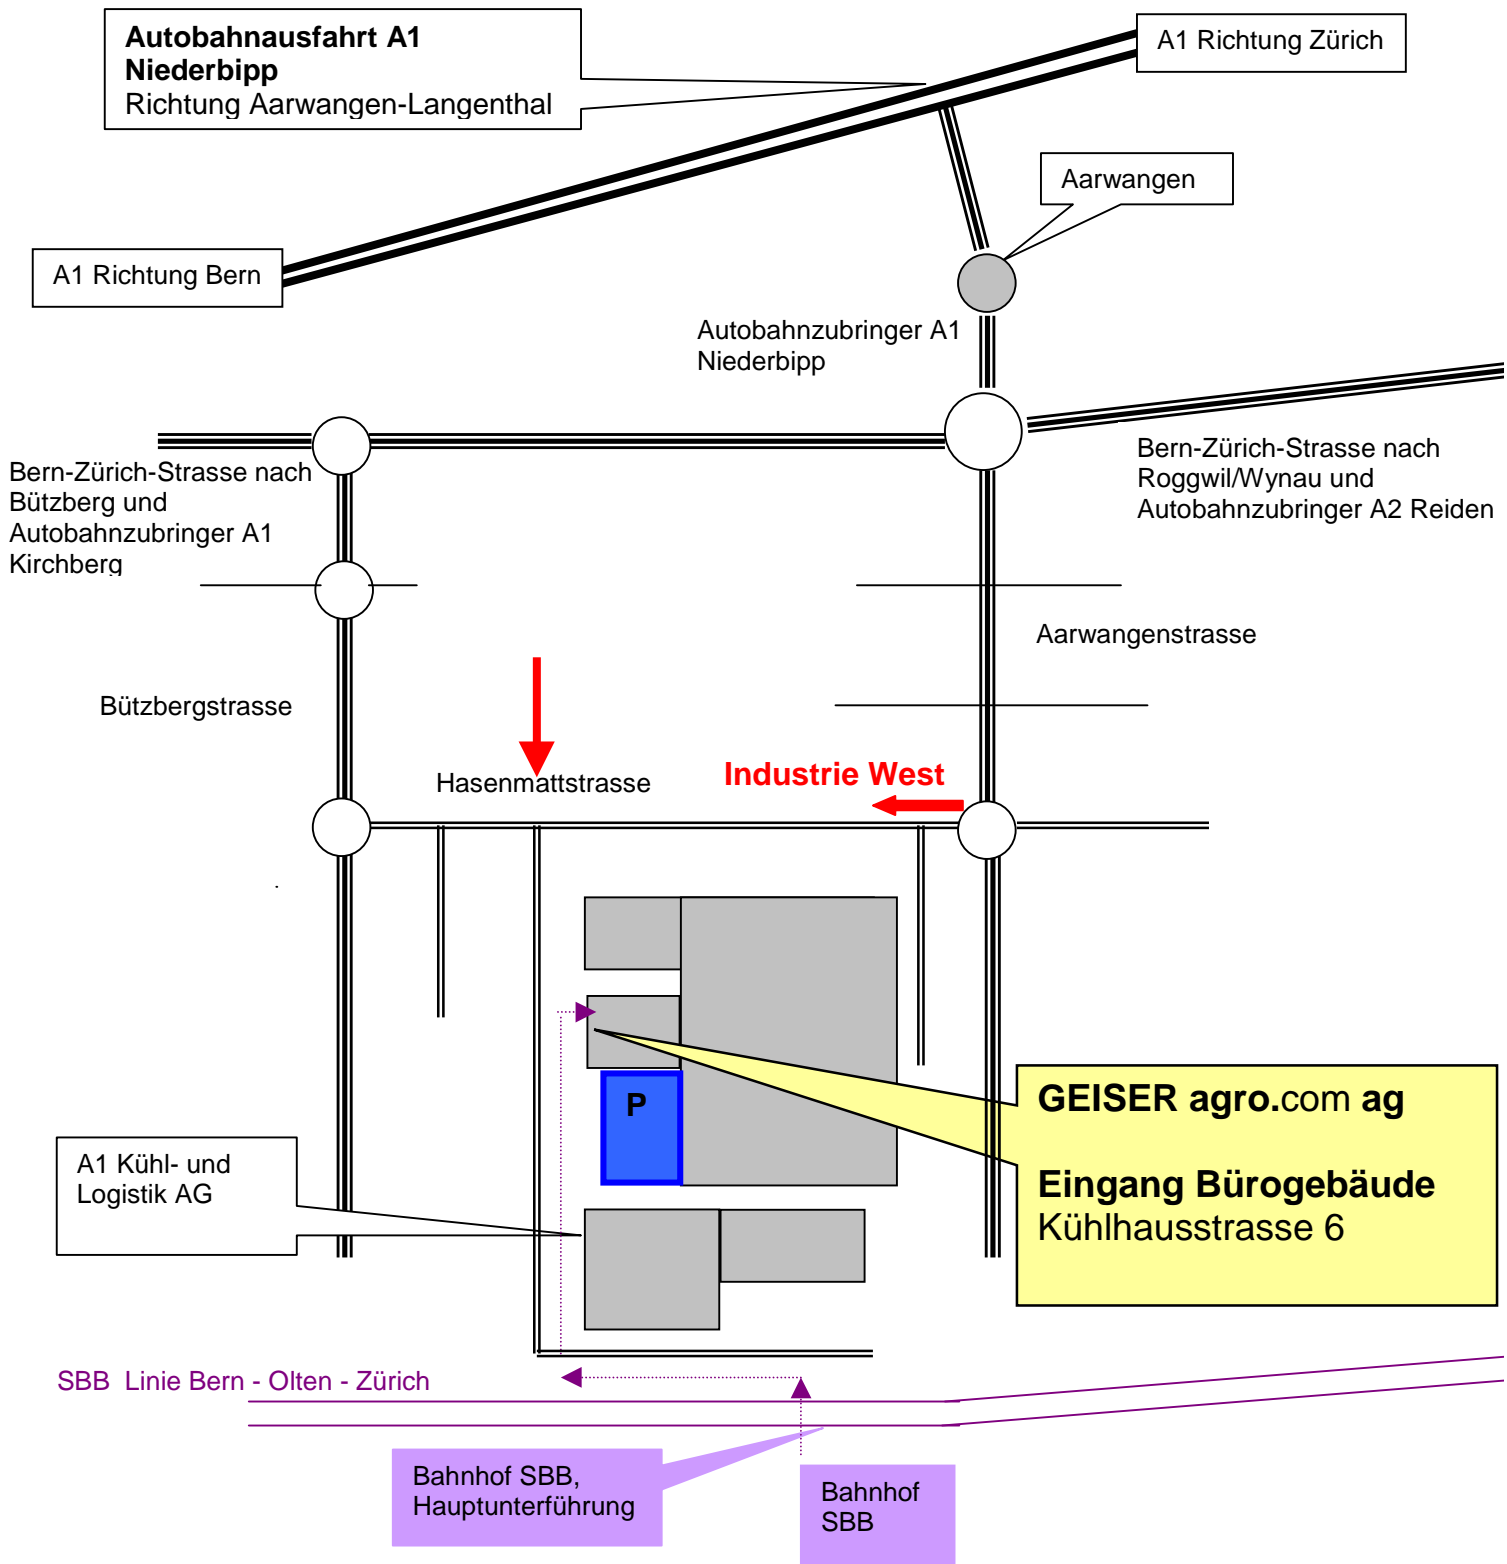 Autobahnausfahrt A1
Niederbipp
Richtung Aarwangen-Langenthal
A1 Richtung Zürich
Aarwangen
A1 Richtung Bern
Autobahnzubringer A1
Niederbipp
Bern-Zürich-Strasse nach
Bützberg und
Autobahnzubringer A1
Kirchberg
Bern-Zürich-Strasse nach
Roggwil/Wynau und
Autobahnzubringer A2 Reiden
Aarwangenstrasse
Bützbergstrasse
Hasenmattstrasse
Industrie West
P
GEISER agro.com ag
Eingang Bürogebäude
Kühlhausstrasse 6
A1 Kühl- und
Logistik AG
SBB Linie Bern - Olten - Zürich
Bahnhof SBB,
Hauptunterführung
Bahnhof
SBB